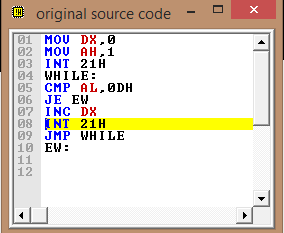 original source code
01 MOV DX,0
02 MOV AH,1
03 INT 21H
04 WHILE:
05 CMP AL,0DH
06 JE EW
07 INC DX
08 INT 21H
09 JMP WHILE
10 EW:
11
12